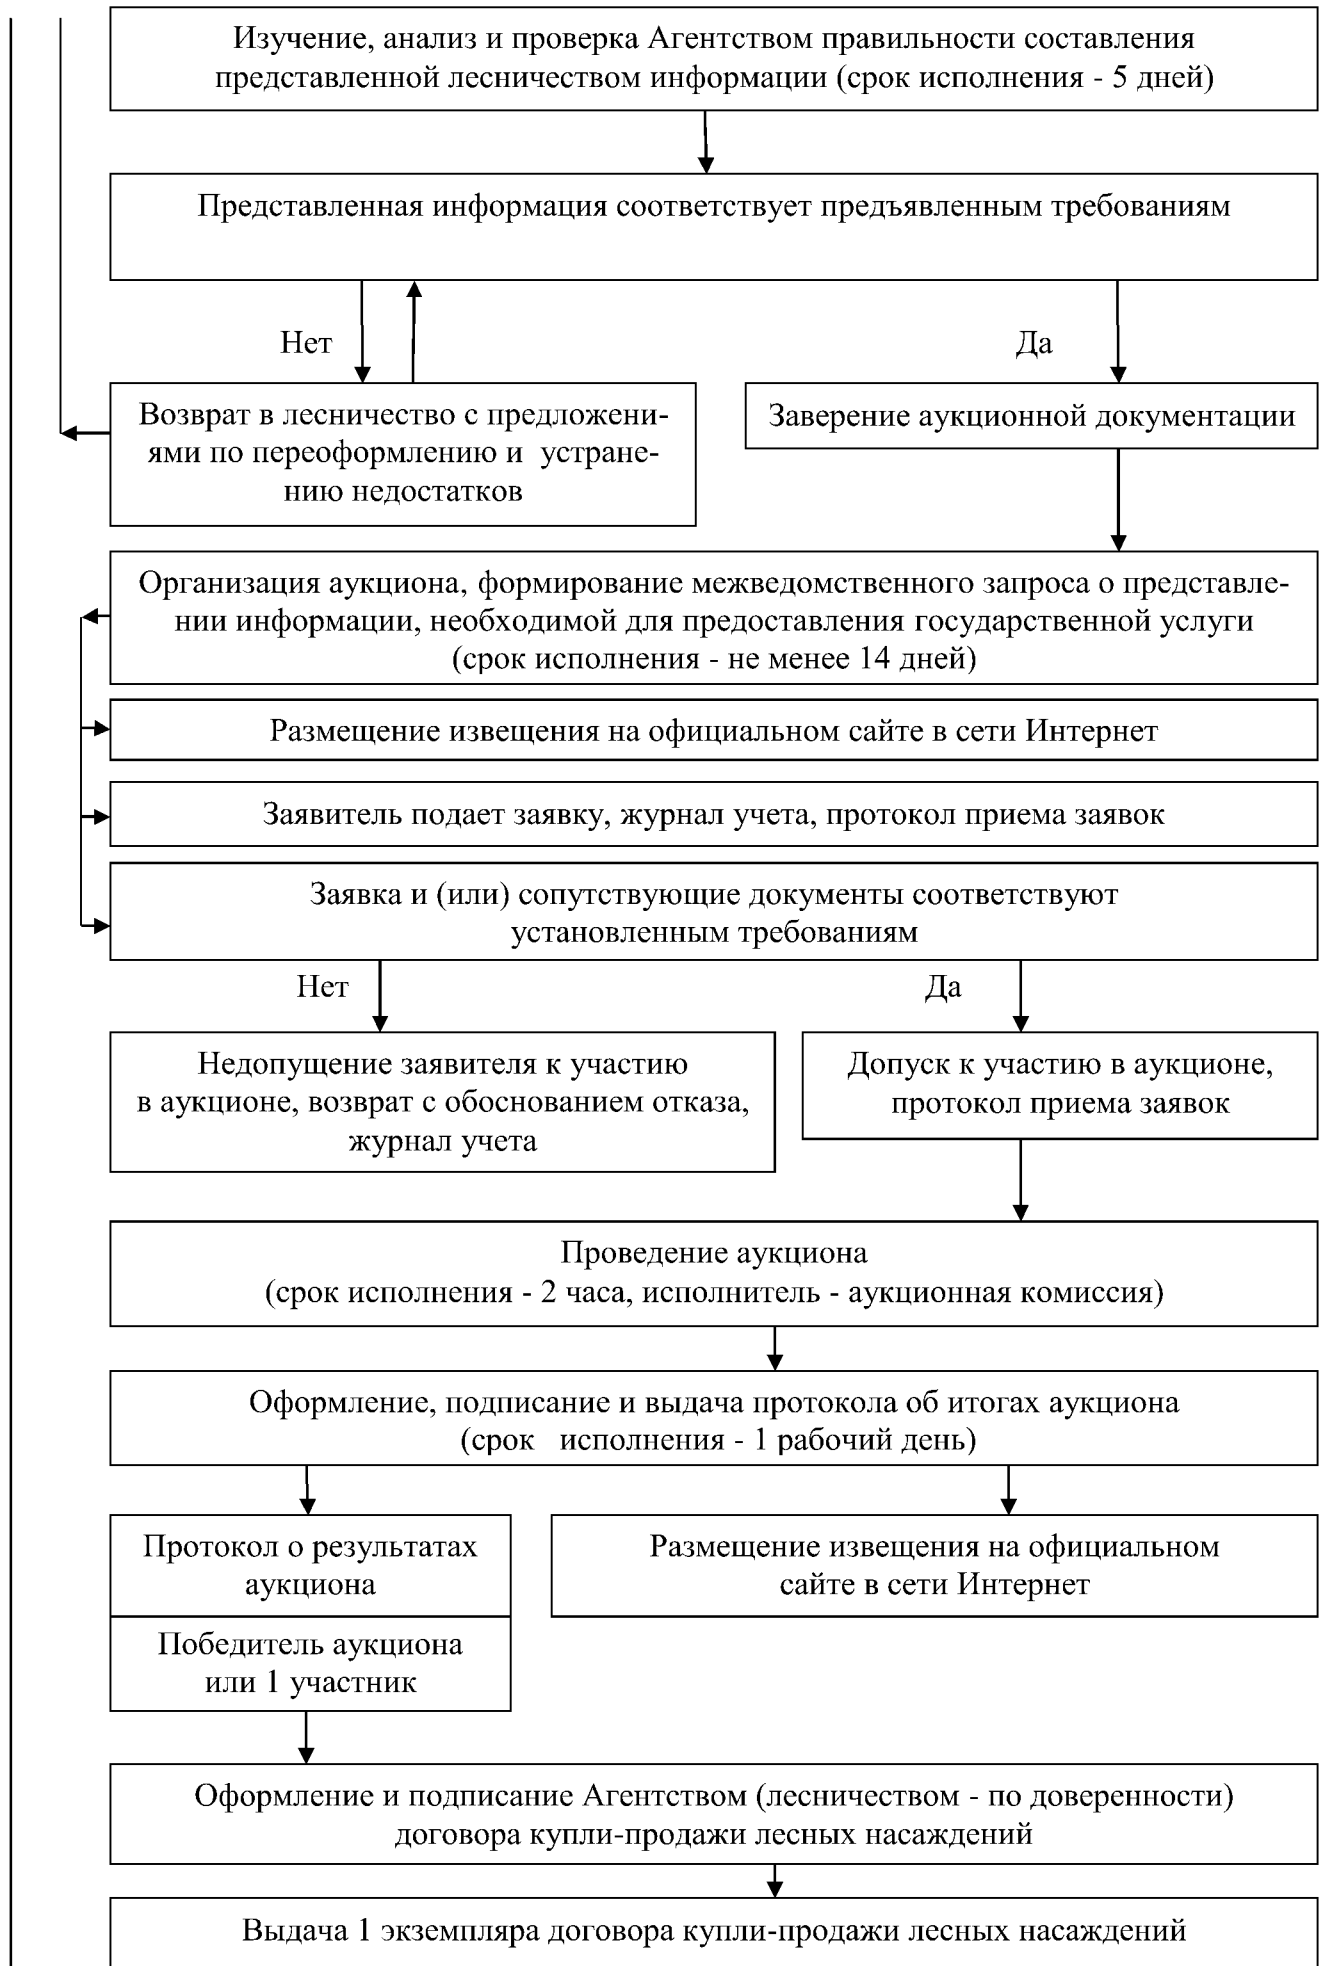 Изучение, анализ и проверка Агентством правильности составления
представленной лесничеством информации (срок исполнения - 5 дней)
Представленная информация соответствует предъявленным требованиям
Нет
Да
Возврат в лесничество с предложени-
ями по переоформлению и устране-
нию недостатков
Заверение аукционной документации
Организация аукциона, формирование межведомственного запроса о представле-
нии информации, необходимой для предоставления государственной услуги
(срок исполнения - не менее 14 дней)
Размещение извещения на официальном сайте в сети Интернет
Заявитель подает заявку, журнал учета, протокол приема заявок
Заявка и (или) сопутствующие документы соответствуют
установленным требованиям
Нет
Да
Недопущение заявителя к участию
в аукционе, возврат с обоснованием отказа,
журнал учета
Допуск к участию в аукционе,
протокол приема заявок
Проведение аукциона
(срок исполнения - 2 часа, исполнитель - аукционная комиссия)
Оформление, подписание и выдача протокола об итогах аукциона
(срок исполнения - 1 рабочий день)
Протокол о результатах
аукциона
Размещение извещения на официальном
сайте в сети Интернет
Победитель аукциона
или 1 участник
Оформление и подписание Агентством (лесничеством - по доверенности)
договора купли-продажи лесных насаждений
Выдача 1 экземпляра договора купли-продажи лесных насаждений